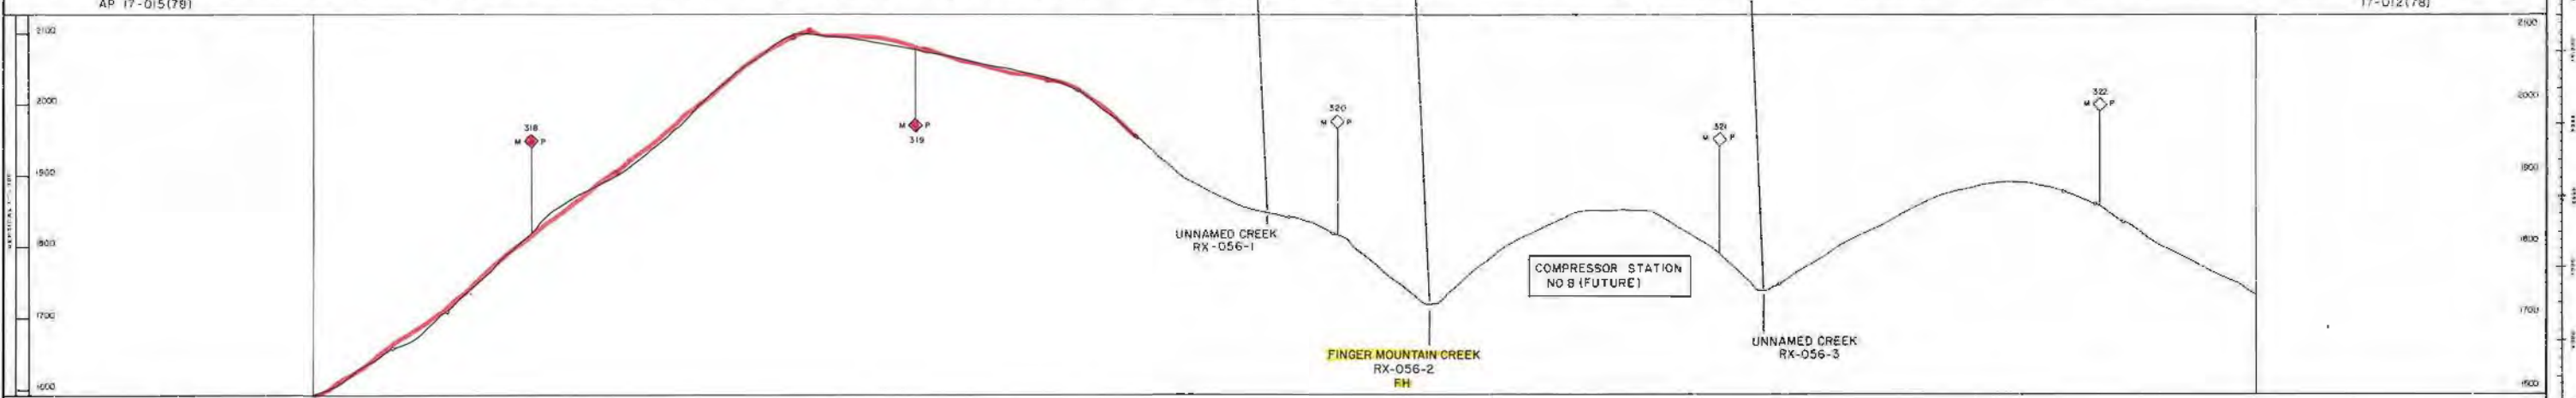 AP 17-015(78)
17-012(78)
2100
2000
1900
1800
1700
1600
318
M P
M P
319
320
M P
321
M P
322
M P
UNNAMED CREEK
RX-056-1
FINGER MOUNTAIN CREEK
RX-056-2
FH
COMPRESSOR STATION
NO 8 (FUTURE)
UNNAMED CREEK
RX-056-3
2100
2000
1900
1800
1700